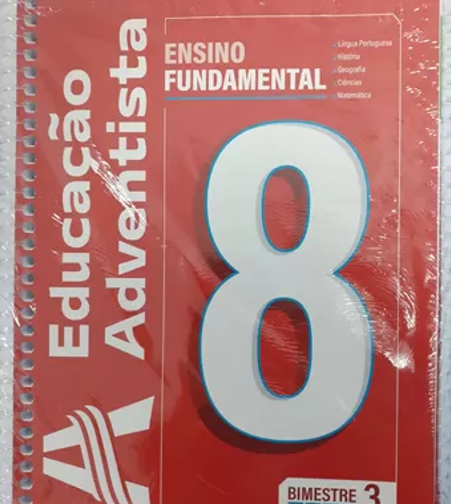 Educação
Adventista
ENSINO
FUNDAMENTAL
Língua Portuguesa
História
Geografia
Ciências
Matemática
8
BIMESTRE 3